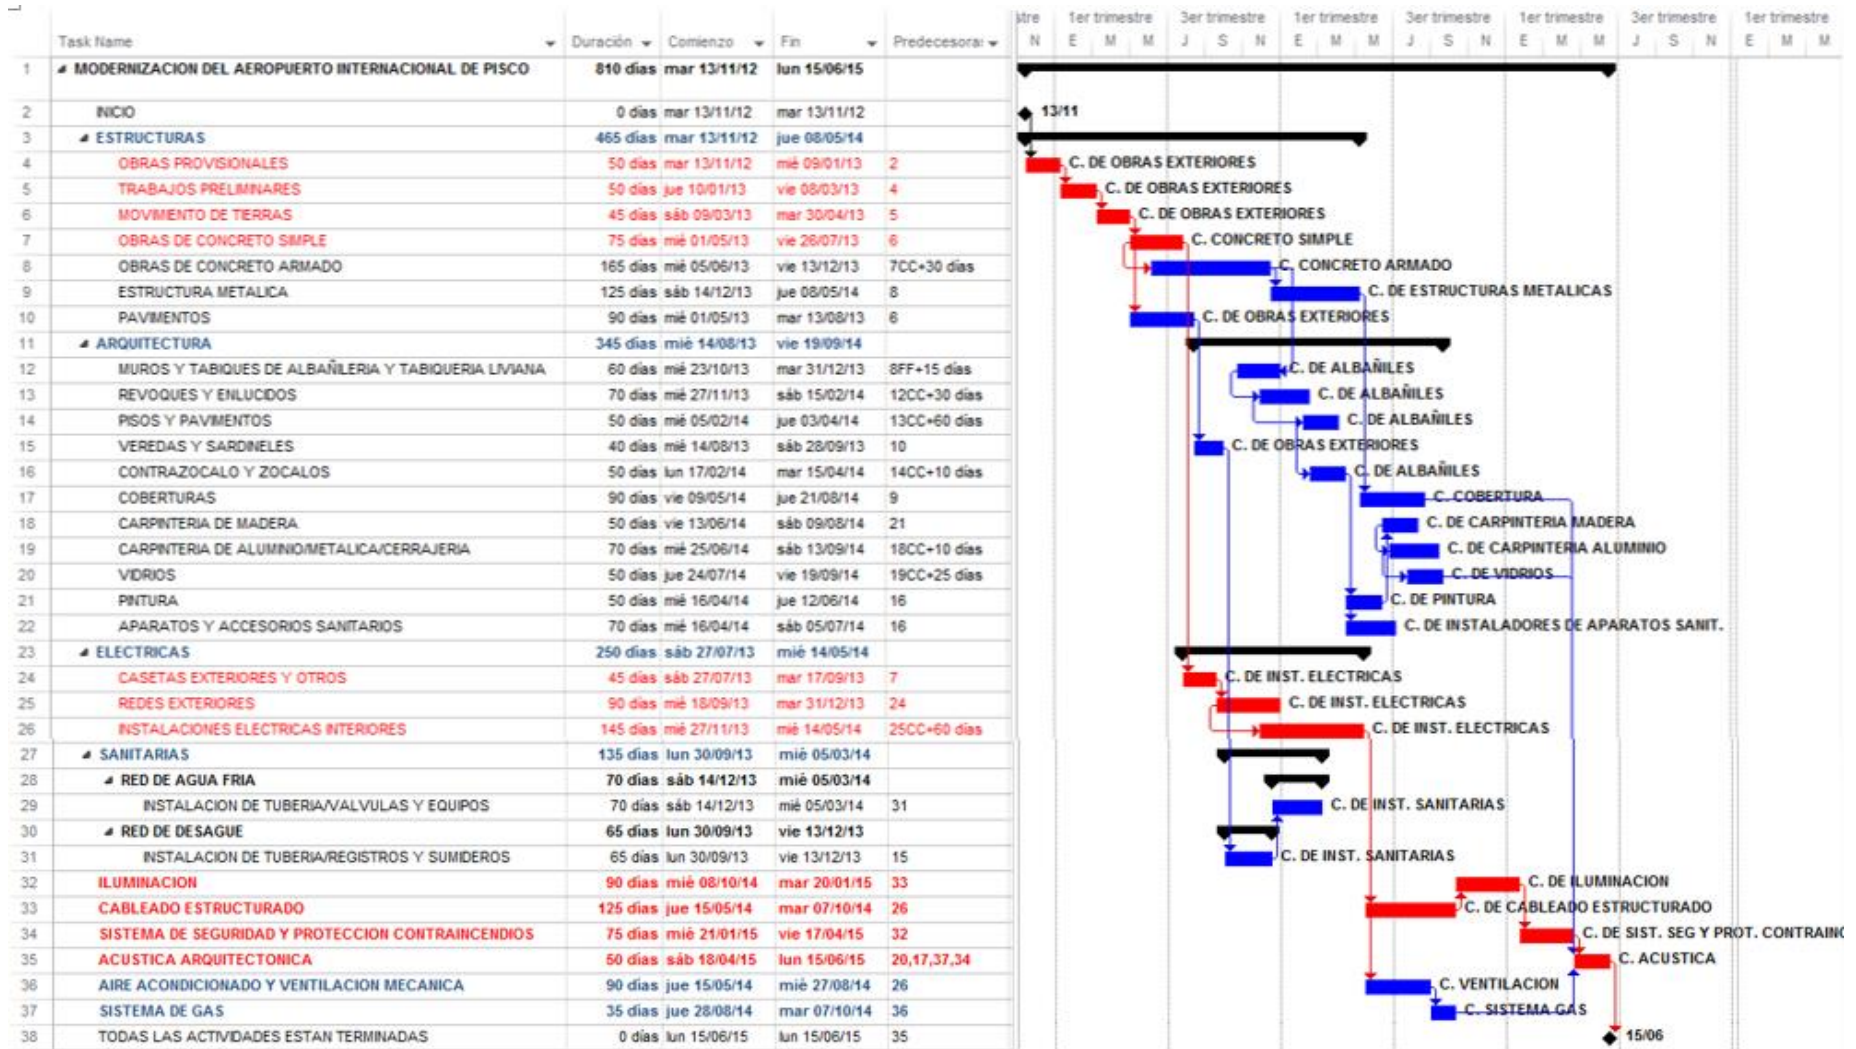 stre 1er trimestre 3er trimestre 1er trimestre 3er trimestre 1er trimestre 3er trimestre 1er trimestre
Task Name Duración Comienzo Fin Predecesoras N E M M J S N E M M J S N E M M J S N E M M
1 MODERNIZACION DEL AEROPUERTO INTERNACIONAL DE PISCO 810 días mar 13/11/12 lun 15/06/15
2 INICIO 0 días mar 13/11/12 mar 13/11/12 13/11
3 ESTRUCTURAS 465 días mar 13/11/12 jue 08/05/14
4 OBRAS PROVISIONALES 50 días mar 13/11/12 mié 09/01/13 2 C. DE OBRAS EXTERIORES
5 TRABAJOS PRELIMINARES 50 días jue 10/01/13 vie 08/03/13 4 C. DE OBRAS EXTERIORES
6 MOVIMIENTO DE TIERRAS 45 días sáb 09/03/13 mar 30/04/13 5 C. DE OBRAS EXTERIORES
7 OBRAS DE CONCRETO SIMPLE 75 días mié 01/05/13 vie 26/07/13 6 C. CONCRETO SIMPLE
8 OBRAS DE CONCRETO ARMADO 165 días mié 05/06/13 vie 13/12/13 7CC+30 días C. CONCRETO ARMADO
9 ESTRUCTURA METALICA 125 días sáb 14/12/13 jue 08/05/14 8 C. DE ESTRUCTURAS METALICAS
10 PAVIMENTOS 90 días mié 01/05/13 mar 13/08/13 6 C. DE OBRAS EXTERIORES
11 ARQUITECTURA 345 días mié 14/08/13 vie 19/09/14
12 MUROS Y TABIQUES DE ALBAÑILERIA Y TABIQUERIA LIVIANA 60 días mié 23/10/13 mar 31/12/13 8FF+15 días C. DE ALBAÑILES
13 REVOQUES Y ENLUCIDOS 70 días mié 27/11/13 sáb 15/02/14 12CC+30 días C. DE ALBAÑILES
14 PISOS Y PAVIMENTOS 50 días mié 05/02/14 jue 03/04/14 13CC+60 días C. DE ALBAÑILES
15 VEREDAS Y SARDINELES 40 días mié 14/08/13 sáb 28/09/13 10 C. DE OBRAS EXTERIORES
16 CONTRAZOCALO Y ZOCALOS 50 días lun 17/02/14 mar 15/04/14 14CC+10 días C. DE ALBAÑILES
17 COBERTURAS 90 días vie 09/05/14 jue 21/08/14 9 C. COBERTURA
18 CARPINTERIA DE MADERA 50 días vie 13/06/14 sáb 09/08/14 21 C. DE CARPINTERIA MADERA
19 CARPINTERIA DE ALUMINIO/METALICA/CERRAJERIA 70 días mié 25/06/14 sáb 13/09/14 18CC+10 días C. DE CARPINTERIA ALUMINIO
20 VIDRIOS 50 días jue 24/07/14 vie 19/09/14 19CC+25 días C. DE VIDRIOS
21 PINTURA 50 días mié 16/04/14 jue 12/06/14 16 C. DE PINTURA
22 APARATOS Y ACCESORIOS SANITARIOS 70 días mié 16/04/14 sáb 05/07/14 16 C. DE INSTALADORES DE APARATOS SANIT.
23 ELECTRICAS 250 días sáb 27/07/13 mié 14/05/14
24 CASETAS EXTERIORES Y OTROS 45 días sáb 27/07/13 mar 17/09/13 7 C. DE INST. ELECTRICAS
25 REDES EXTERIORES 90 días mié 18/09/13 mar 31/12/13 24 C. DE INST. ELECTRICAS
26 INSTALACIONES ELECTRICAS INTERIORES 145 días mié 27/11/13 mié 14/05/14 25CC+60 días C. DE INST. ELECTRICAS
27 SANITARIAS 135 días lun 30/09/13 mié 05/03/14
28 RED DE AGUA FRIA 70 días sáb 14/12/13 mié 05/03/14
29 INSTALACION DE TUBERIA/VALVULAS Y EQUIPOS 70 días sáb 14/12/13 mié 05/03/14 31 C. DE INST. SANITARIAS
30 RED DE DESAGUE 65 días lun 30/09/13 vie 13/12/13
31 INSTALACION DE TUBERIA/REGISTROS Y SUMIDEROS 65 días lun 30/09/13 vie 13/12/13 15 C. DE INST. SANITARIAS
32 ILUMINACION 90 días mié 08/10/14 mar 20/01/15 33 C. DE ILUMINACION
33 CABLEADO ESTRUCTURADO 125 días jue 15/05/14 mar 07/10/14 26 C. DE CABLEADO ESTRUCTURADO
34 SISTEMA DE SEGURIDAD Y PROTECCION CONTRAINCENDIOS 75 días mié 21/01/15 vie 17/04/15 32 C. DE SIST. SEG Y PROT. CONTRAINC
35 ACUSTICA ARQUITECTONICA 50 días sáb 18/04/15 lun 15/06/15 20,17,37,34 C. ACUSTICA
36 AIRE ACONDICIONADO Y VENTILACION MECANICA 90 días jue 15/05/14 mié 27/08/14 26 C. VENTILACION
37 SISTEMA DE GAS 35 días jue 28/08/14 mar 07/10/14 36 C. SISTEMA GAS
38 TODAS LAS ACTIVIDADES ESTAN TERMINADAS 0 días lun 15/06/15 lun 15/06/15 35 15/06